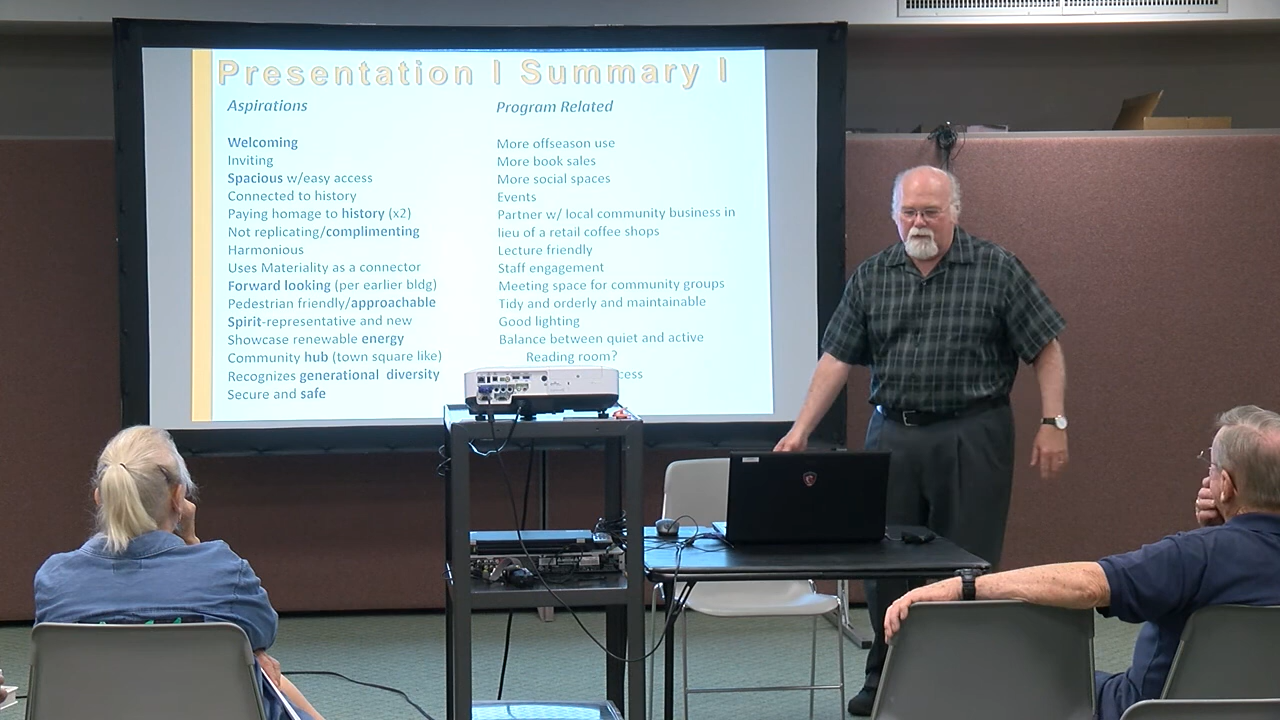 Presentation I Summary I
Aspirations
Welcoming
Inviting
Spacious w/easy access
Connected to history
Paying homage to history (x2)
Not replicating/complimenting
Harmonious
Uses Materiality as a connector
Forward looking (per earlier bldg)
Pedestrian friendly/approachable
Spirit-representative and new
Showcase renewable energy
Community hub (town square like)
Recognizes generational diversity
Secure and safe
Program Related
More offseason use
More book sales
More social spaces
Events
Partner w/ local community business in
lieu of a retail coffee shops
Lecture friendly
Staff engagement
Meeting space for community groups
Tidy and orderly and maintainable
Good lighting
Balance between quiet and active
Reading room?